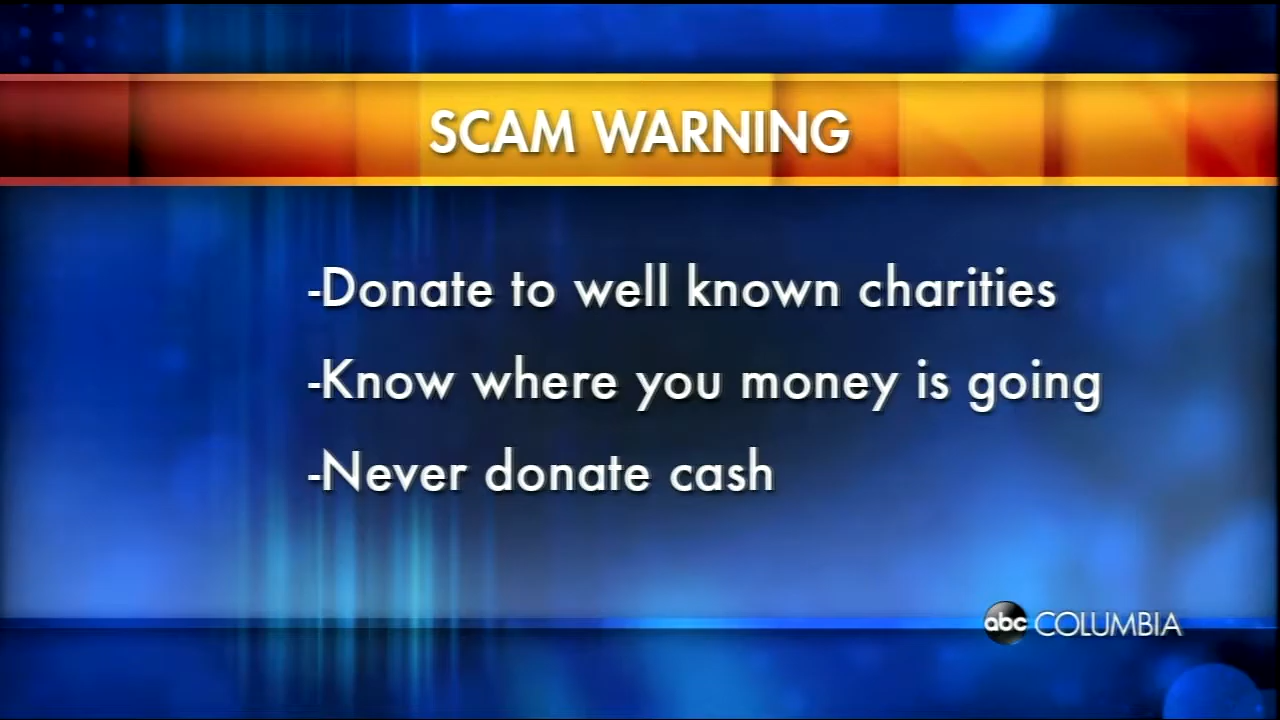 SCAM WARNING
-Donate to well known charities
-Know where you money is going
-Never donate cash
abc COLUMBIA